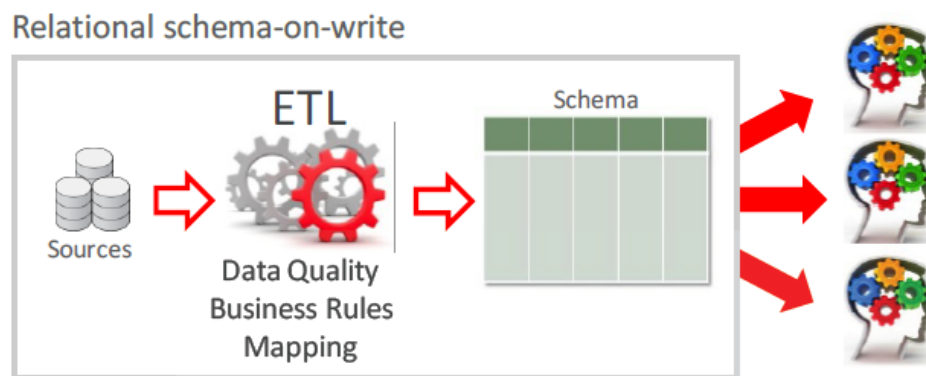 Relational schema-on-write
ETL
Schema
Sources
Data Quality
Business Rules
Mapping